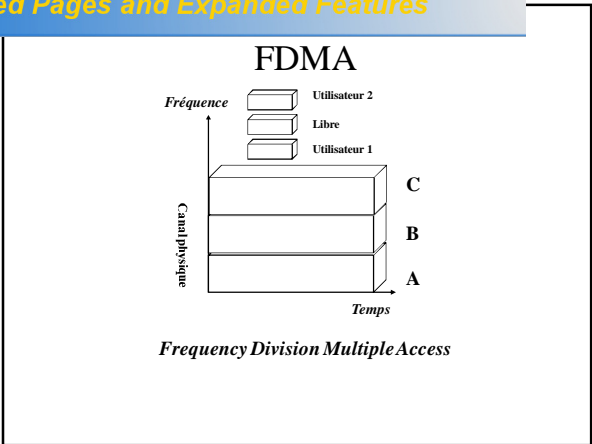 ed Pages and Expanded Features
FDMA
Fréquence
Utilisateur 2
Libre
Utilisateur 1
C
B
A
Canal physique
Temps
Frequency Division Multiple Access